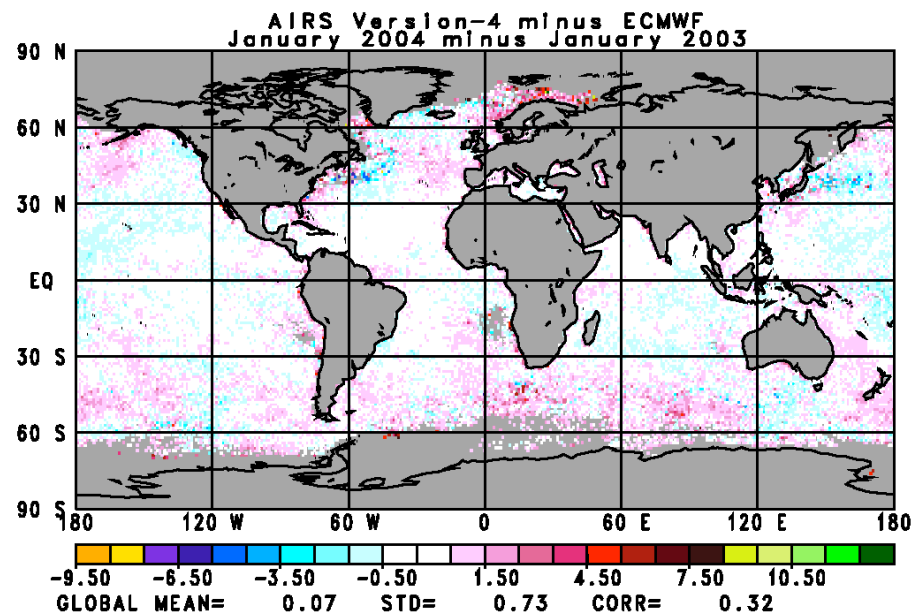 AIRS Version-4 minus ECMWF
January 2004 minus January 2003
90 N
60 N
30 N
EQ
30 S
60 S
90 S
180 120 W 60 W 0 60 E 120 E 180
-9.50 -6.50 -3.50 -0.50 1.50 4.50 7.50 10.50
GLOBAL MEAN= 0.07 STD= 0.73 CORR= 0.32